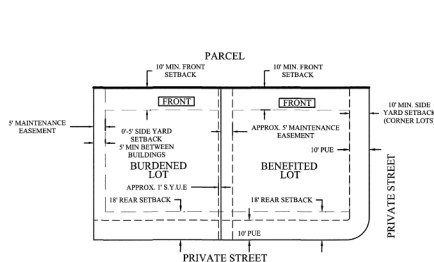 PARCEL
10' MIN. FRONT
SETBACK
10' MIN. FRONT
SETBACK
FRONT
FRONT
10' MIN. SIDE
YARD SETBACK
(CORNER LOTS)
5' MAINTENANCE
EASEMENT
0'-5' SIDE YARD
SETBACK
5' MIN BETWEEN
BUILDINGS
APPROX. 5' MAINTENANCE
EASEMENT
10' PUE
BURDENED
LOT
BENEFITED
LOT
APPROX. 1' S.Y.U.E
18' REAR SETBACK
18' REAR SETBACK
10' PUE
PRIVATE STREET
PRIVATE STREET